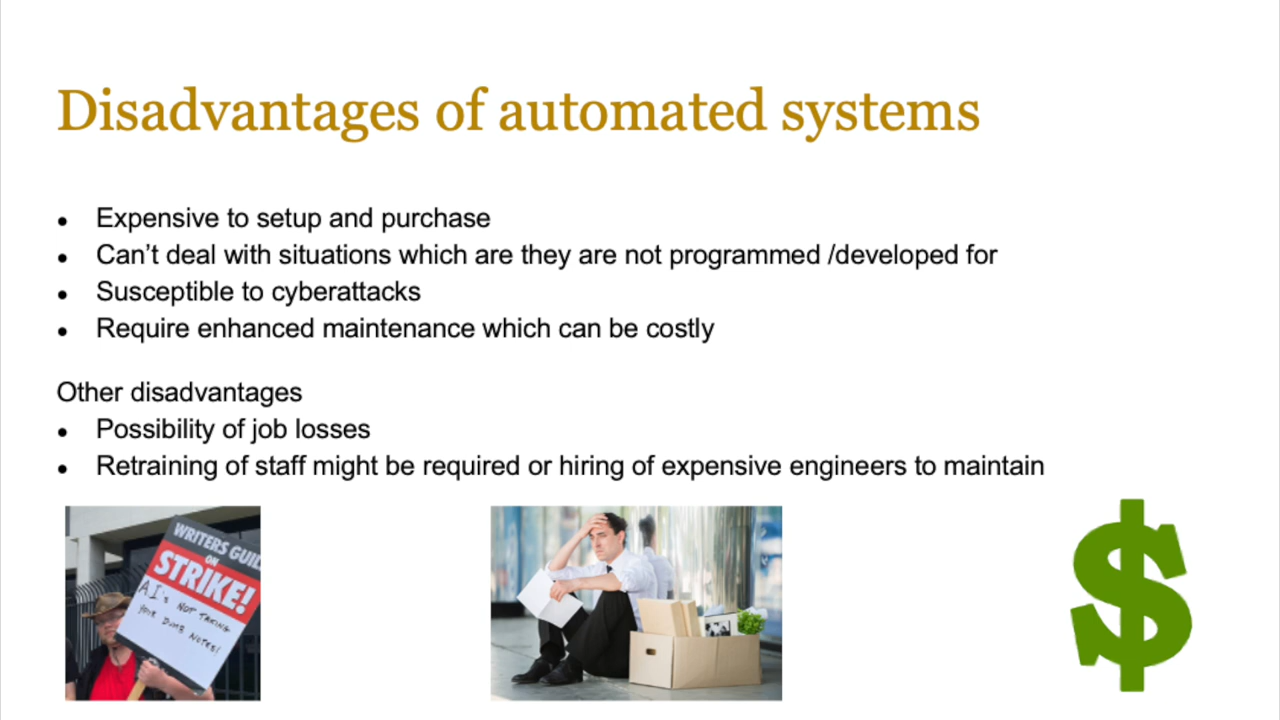 Disadvantages of automated systems
• Expensive to setup and purchase
• Can’t deal with situations which are they are not programmed /developed for
• Susceptible to cyberattacks
• Require enhanced maintenance which can be costly
Other disadvantages
• Possibility of job losses
• Retraining of staff might be required or hiring of expensive engineers to maintain
WRITERS GUIL
ON
STRIKE!
A.I.'s NOT TAKING
YOUR DUMB NOTES!
$